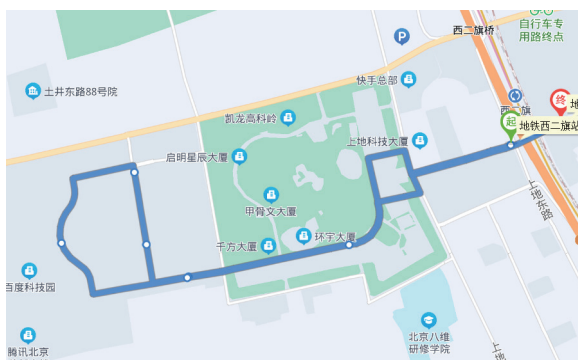 自行车专
用路终点
西二旗桥
P
快手总部
土井东路88号院
西二旗
终
地
起
地铁西二旗站
凯龙高科岭
上地科技大厦
启明星辰大厦
上地东路
甲骨文大厦
环宇大厦
千方大厦
百度科技园
北京八维
研修学院
上地
腾讯北京